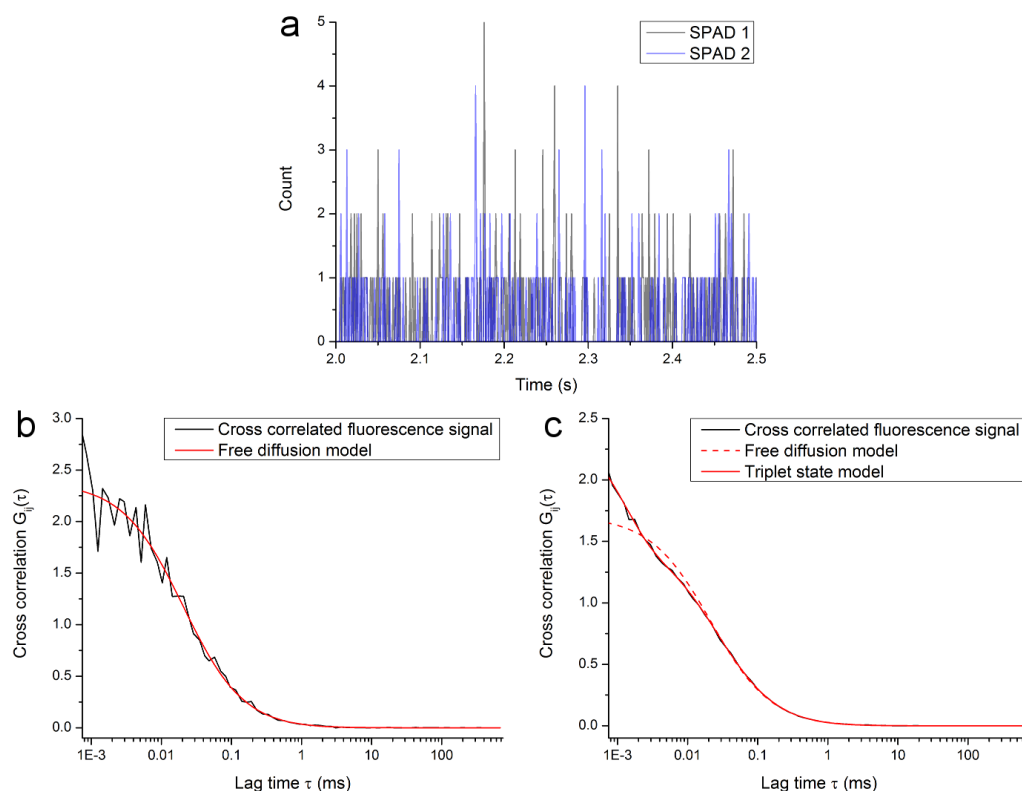 a
SPAD 1
SPAD 2
5
4
3
2
1
0
Count
2.0 2.1 2.2 2.3 2.4 2.5
Time (s)
b
Cross correlated fluorescence signal
Free diffusion model
3.0
2.5
2.0
1.5
1.0
0.5
0.0
Cross correlation Gij(τ)
1E-3 0.01 0.1 1 10 100
Lag time τ (ms)
c
Cross correlated fluorescence signal
Free diffusion model
Triplet state model
2.5
2.0
1.5
1.0
0.5
0.0
Cross correlation Gij(τ)
1E-3 0.01 0.1 1 10 100
Lag time τ (ms)